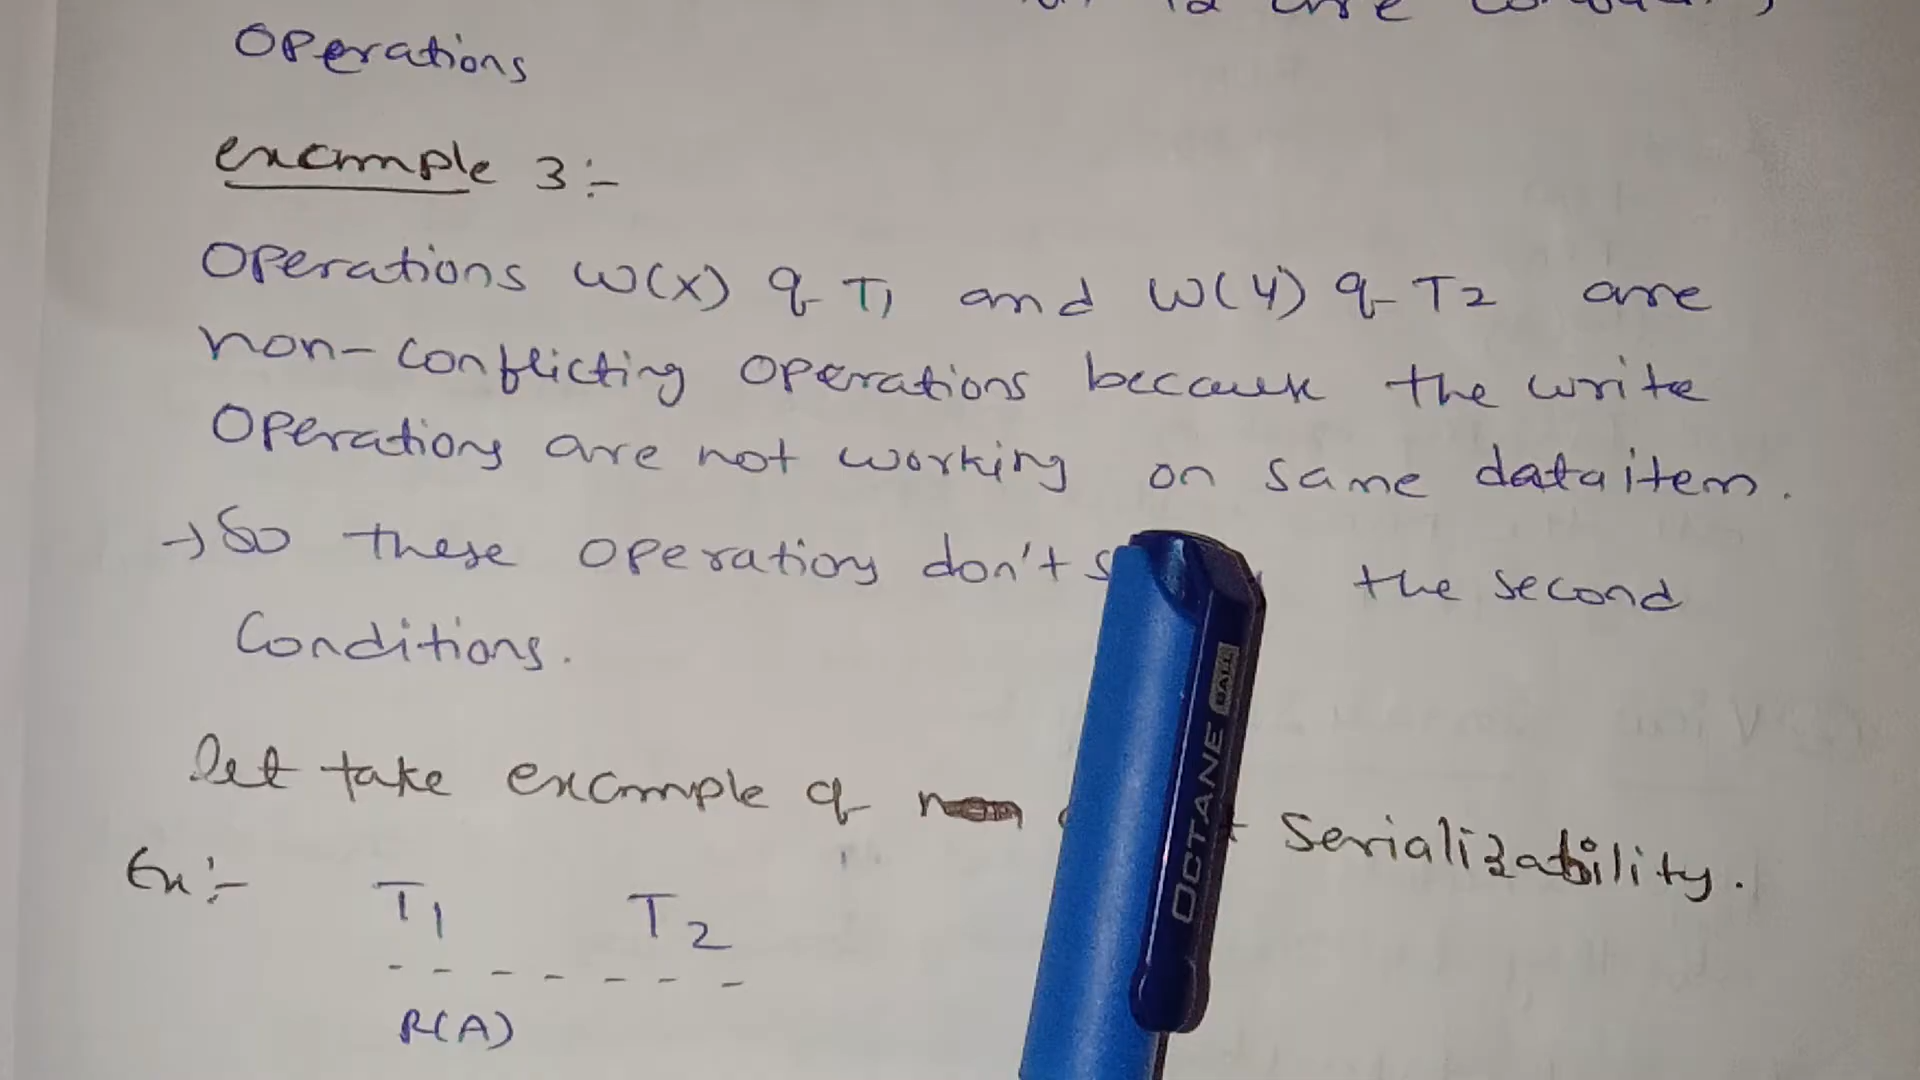 Operations
example 3:-
Operations W(X) of T1 and W(Y) of T2 are
non-conflicting operations because the write
Operations are not working on same dataitem.
→ So these operations don't the second
Conditions.
let take example of Serializability.
Ex:- T1 T2
R(A)
OCTANE BALL